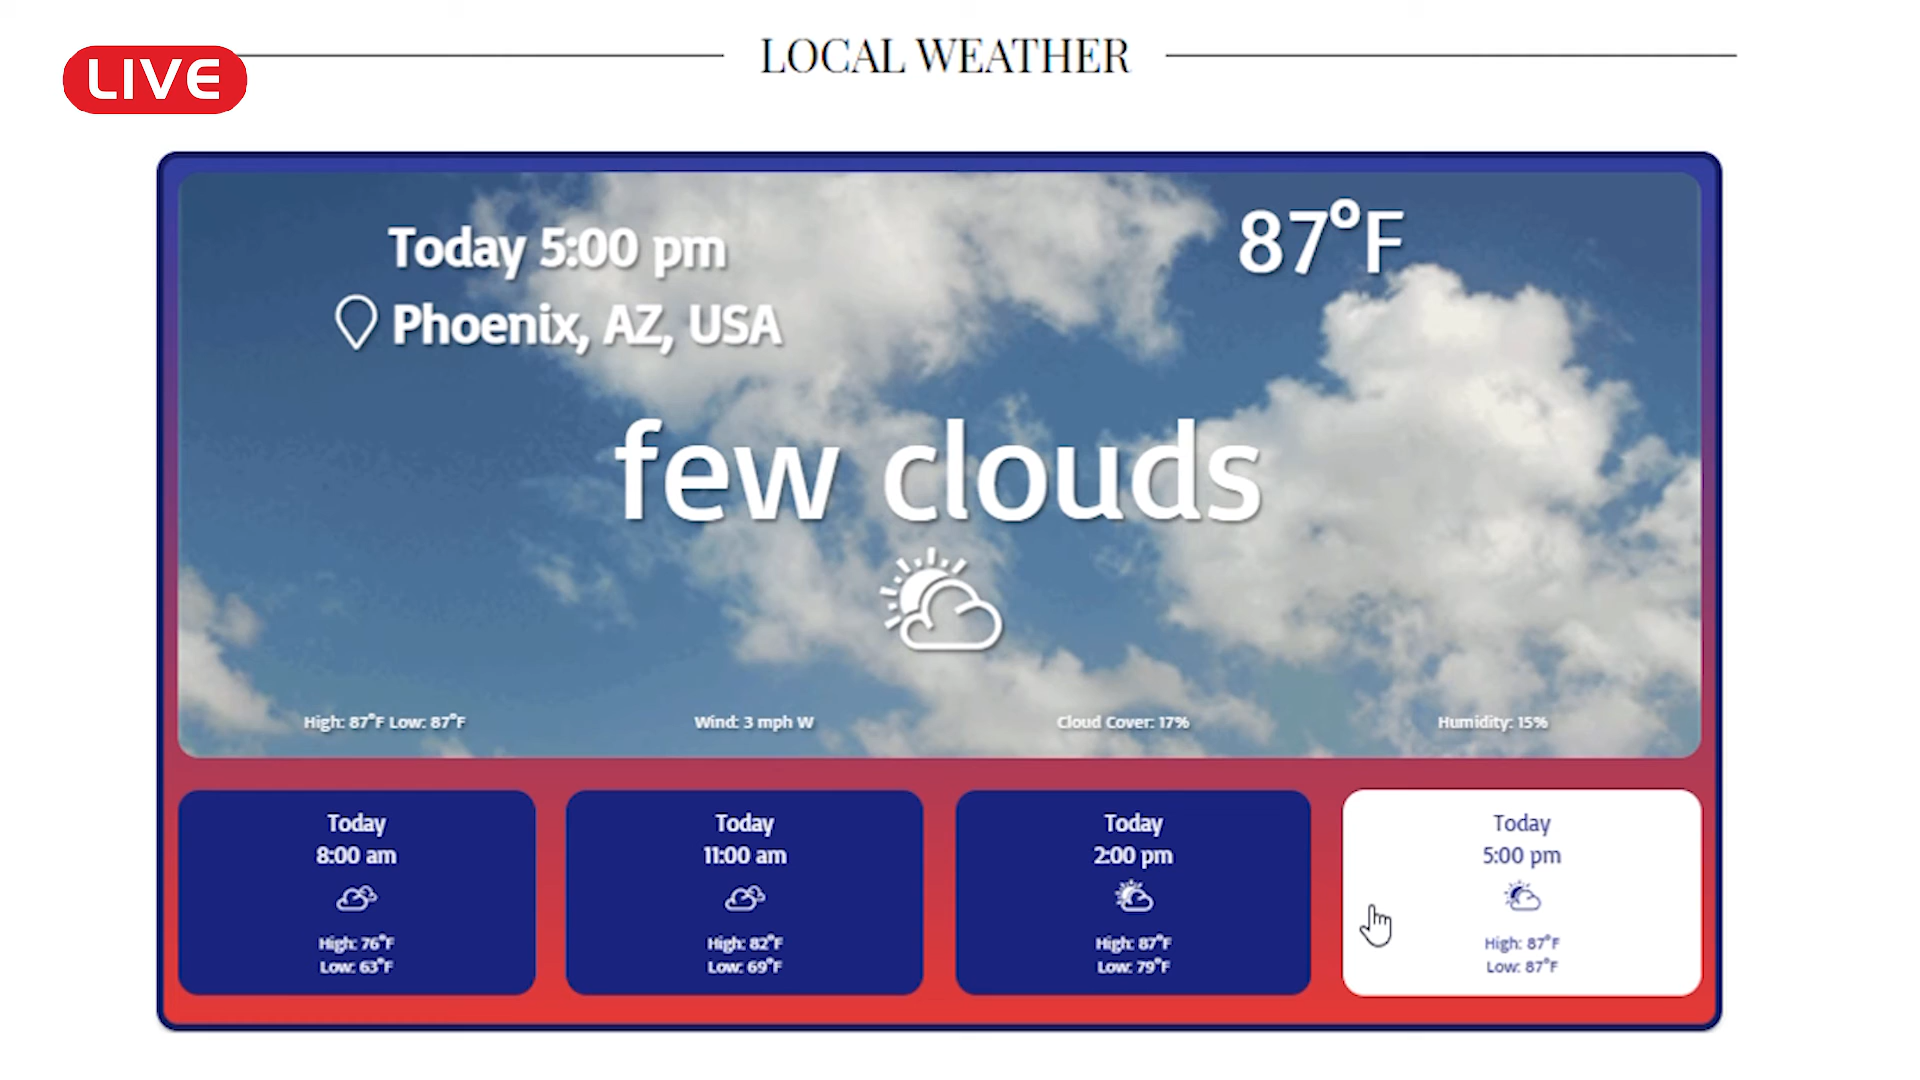 LIVE
LOCAL WEATHER
Today 5:00 pm
87°F
Phoenix, AZ, USA
few clouds
High: 87°F Low: 87°F
Wind: 3 mph W
Cloud Cover: 17%
Humidity: 15%
Today
8:00 am
High: 76°F
Low: 63°F
Today
11:00 am
High: 82°F
Low: 69°F
Today
2:00 pm
High: 87°F
Low: 79°F
Today
5:00 pm
High: 87°F
Low: 87°F